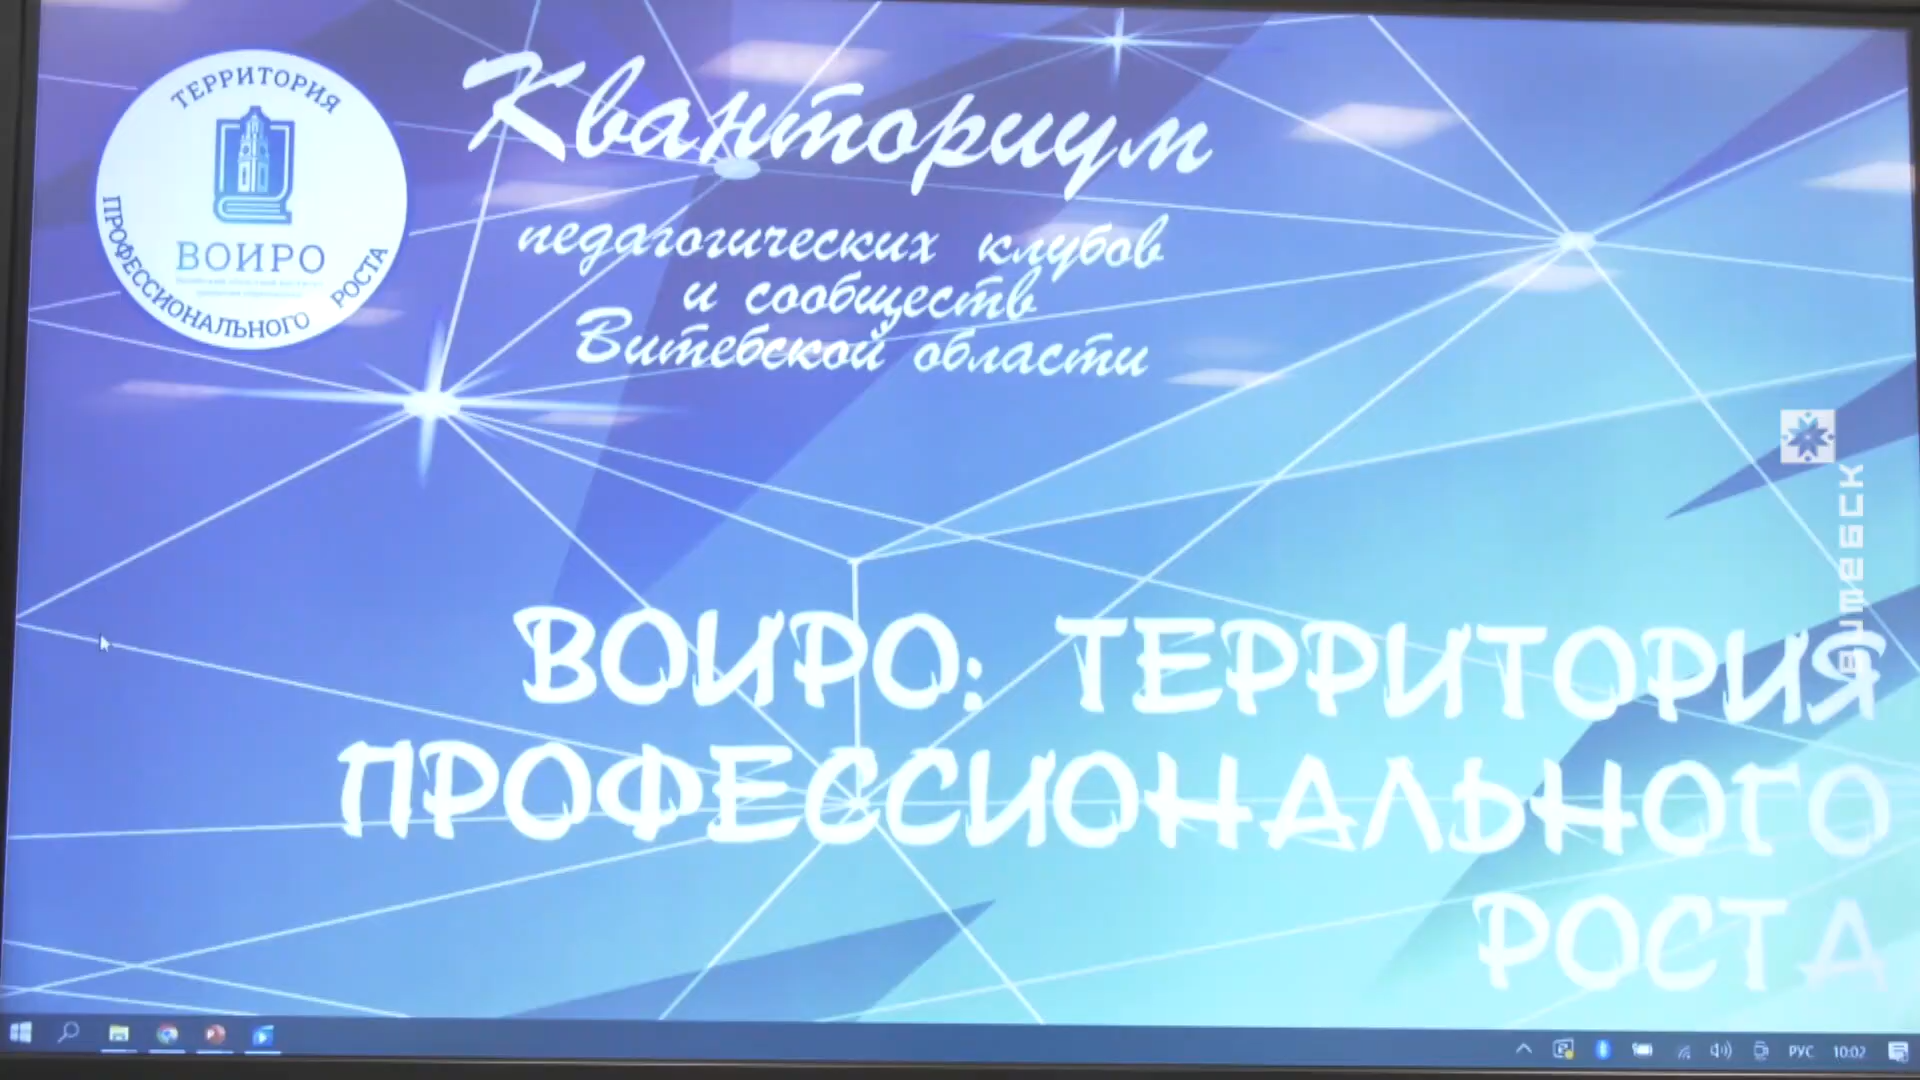 ТЕРРИТОРИЯ
ВОИРО
ПРОФЕССИОНАЛЬНОГО РОСТА
Кванториум
педагогических клубов
и сообществ
Витебской области
витебск
ВОИРО: ТЕРРИТОРИЯ
ПРОФЕССИОНАЛЬНОГО
РОСТА
РУС 10:02